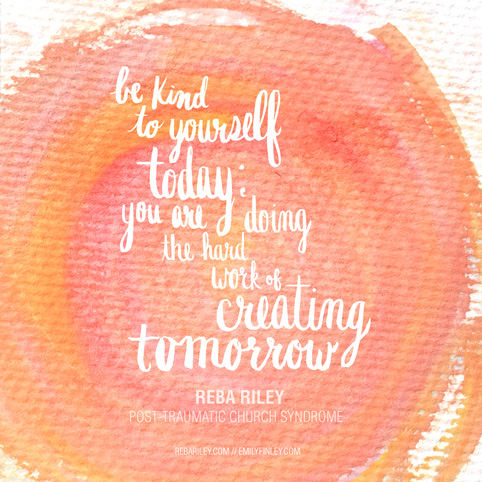 be kind
to yourself
today:
you are doing
the hard
work of
creating
tomorrow
REBA RILEY
POST-TRAUMATIC CHURCH SYNDROME
REBARILEY.COM // EMILYFINLEY.COM